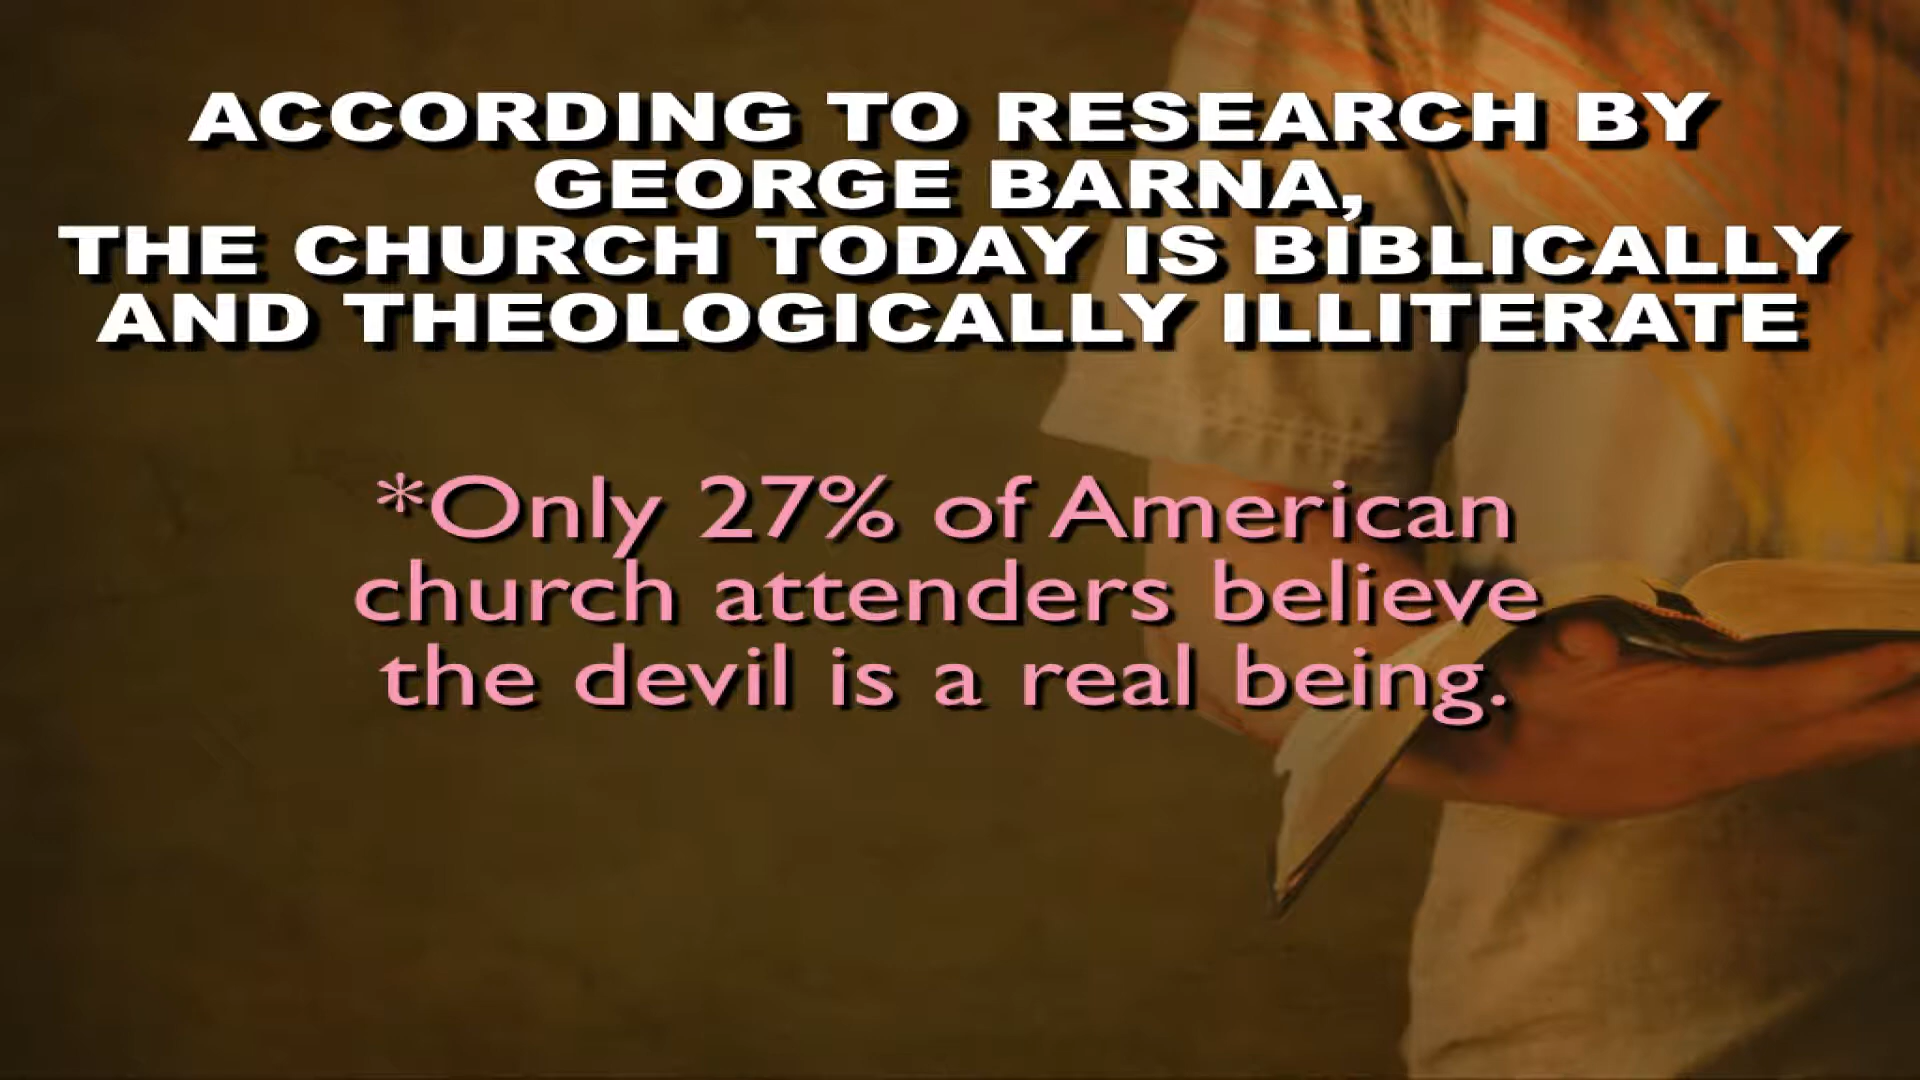 ACCORDING TO RESEARCH BY
GEORGE BARNA,
THE CHURCH TODAY IS BIBLICALLY
AND THEOLOGICALLY ILLITERATE
*Only 27% of American
church attenders believe
the devil is a real being.